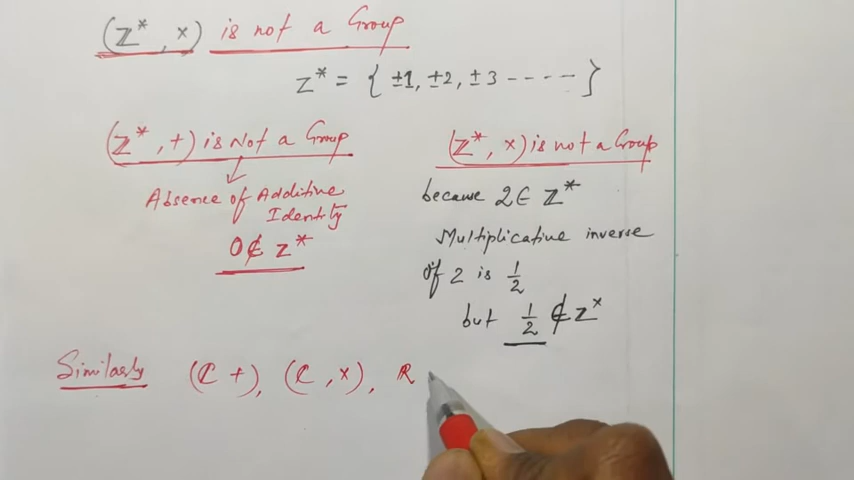 (Z* , ×) is not a Group
Z* = { ±1, ±2, ±3 ----- }
(Z* , +) is Not a Group
Absence of Additive
Identity
0 ∉ Z*
(Z* , ×) is not a Group
because 2 ∈ Z*
Multiplicative inverse
of 2 is 1/2
but 1/2 ∉ Z×
Similarly (ℂ +), (ℂ , ×), ℝ